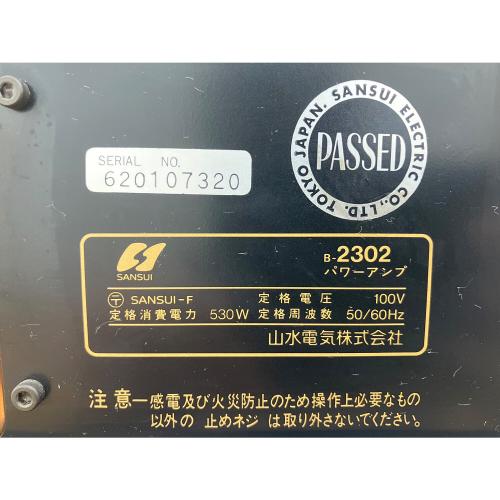 SERIAL NO.
620107320
TOKYO JAPAN. SANSUI ELECTRIC CO., LTD.
PASSED
SANSUI
B-2302
パワーアンプ
〒 SANSUI-F 定格電圧 100V
定格消費電力 530W 定格周波数 50/60Hz
山水電気株式会社
注意—感電及び火災防止のため操作上必要なもの
以外の 止めネジ は取り外さないでください。